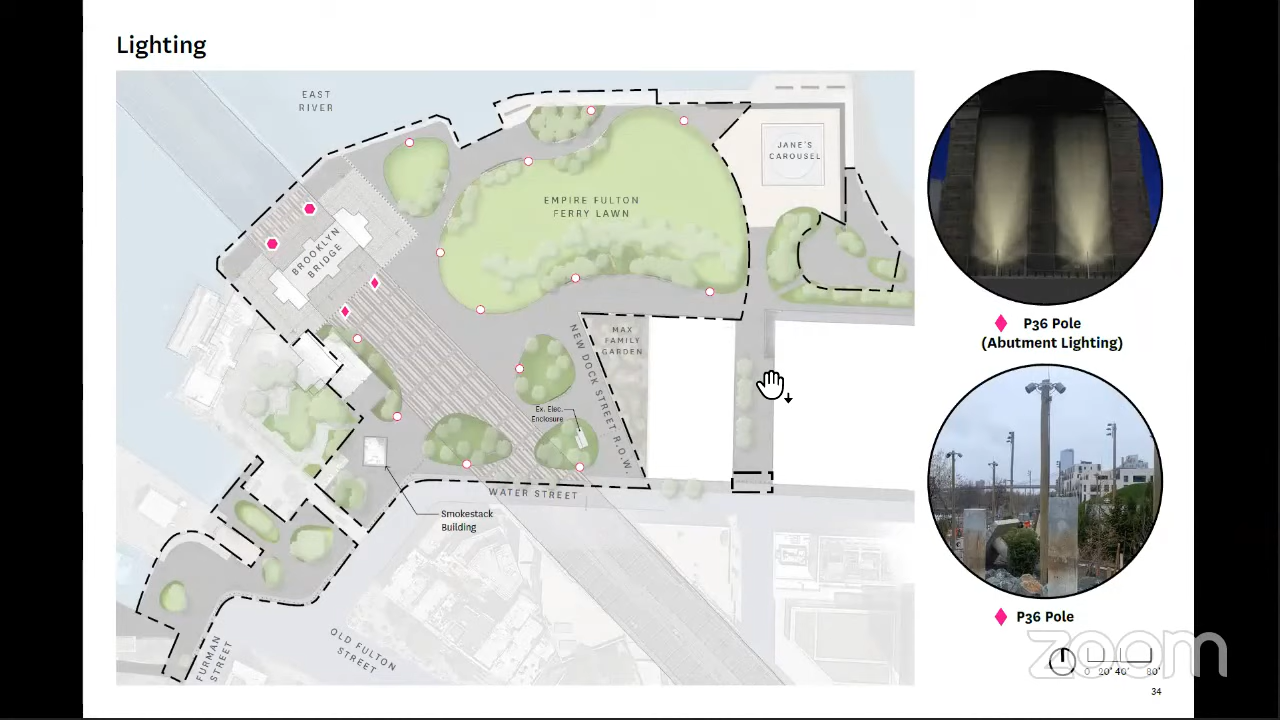 Lighting
EAST
RIVER
JANE'S
CAROUSEL
EMPIRE FULTON
FERRY LAWN
BROOKLYN
BRIDGE
MAX
FAMILY
GARDEN
NEW DOCK STREET R.O.W.
Ex. Elec.
Enclosure
WATER STREET
Smokestack
Building
OLD FULTON
STREET
FURMAN
STREET
P36 Pole
(Abutment Lighting)
P36 Pole
zoom
0 20' 40' 80'
34